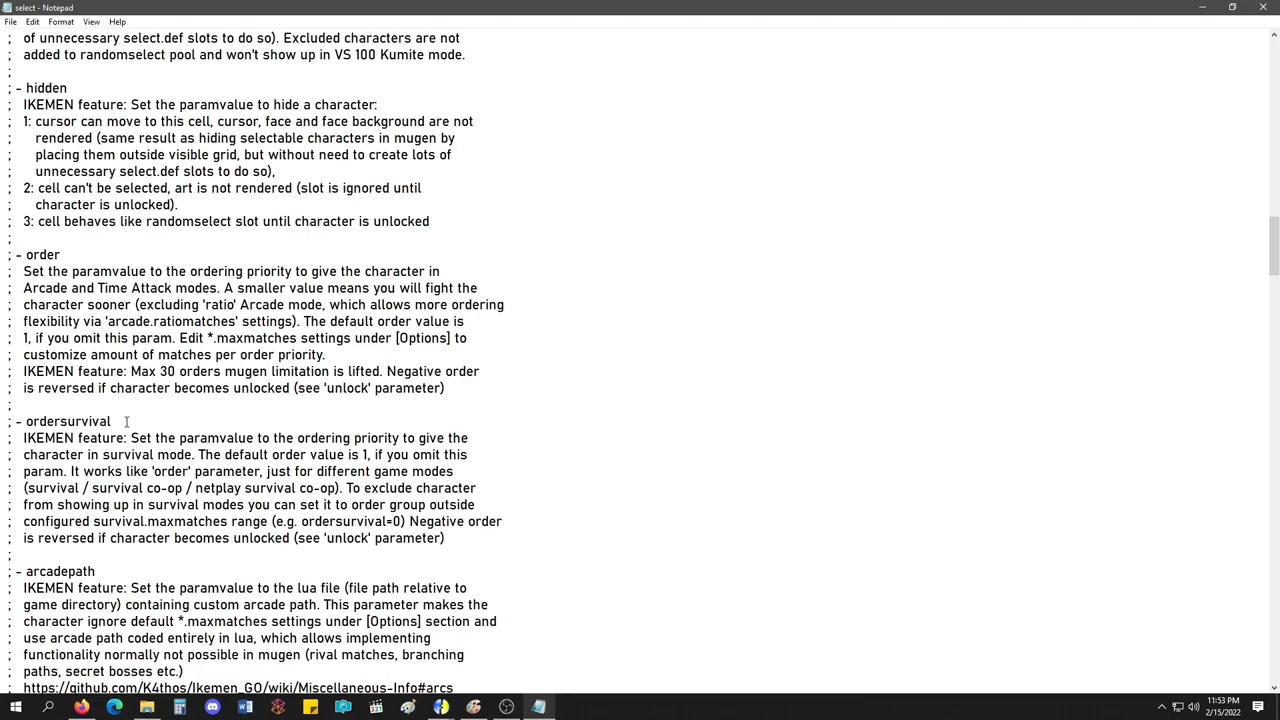 select - Notepad
File Edit Format View Help
; of unnecessary select.def slots to do so). Excluded characters are not
; added to randomselect pool and won't show up in VS 100 Kumite mode.
;
; - hidden
; IKEMEN feature: Set the paramvalue to hide a character:
; 1: cursor can move to this cell, cursor, face and face background are not
; rendered (same result as hiding selectable characters in mugen by
; placing them outside visible grid, but without need to create lots of
; unnecessary select.def slots to do so),
; 2: cell can't be selected, art is not rendered (slot is ignored until
; character is unlocked).
; 3: cell behaves like randomselect slot until character is unlocked
;
; - order
; Set the paramvalue to the ordering priority to give the character in
; Arcade and Time Attack modes. A smaller value means you will fight the
; character sooner (excluding 'ratio' Arcade mode, which allows more ordering
; flexibility via 'arcade.ratiomatches' settings). The default order value is
; 1, if you omit this param. Edit *.maxmatches settings under [Options] to
; customize amount of matches per order priority.
; IKEMEN feature: Max 30 orders mugen limitation is lifted. Negative order
; is reversed if character becomes unlocked (see 'unlock' parameter)
;
; - ordersurvival
; IKEMEN feature: Set the paramvalue to the ordering priority to give the
; character in survival mode. The default order value is 1, if you omit this
; param. It works like 'order' parameter, just for different game modes
; (survival / survival co-op / netplay survival co-op). To exclude character
; from showing up in survival modes you can set it to order group outside
; configured survival.maxmatches range (e.g. ordersurvival=0) Negative order
; is reversed if character becomes unlocked (see 'unlock' parameter)
;
; - arcadepath
; IKEMEN feature: Set the paramvalue to the lua file (file path relative to
; game directory) containing custom arcade path. This parameter makes the
; character ignore default *.maxmatches settings under [Options] section and
; use arcade path coded entirely in lua, which allows implementing
; functionality normally not possible in mugen (rival matches, branching
; paths, secret bosses etc.)
; https://github.com/K4thos/Ikemen_GO/wiki/Miscellaneous-Info#arcs
11:53 PM
2/15/2022